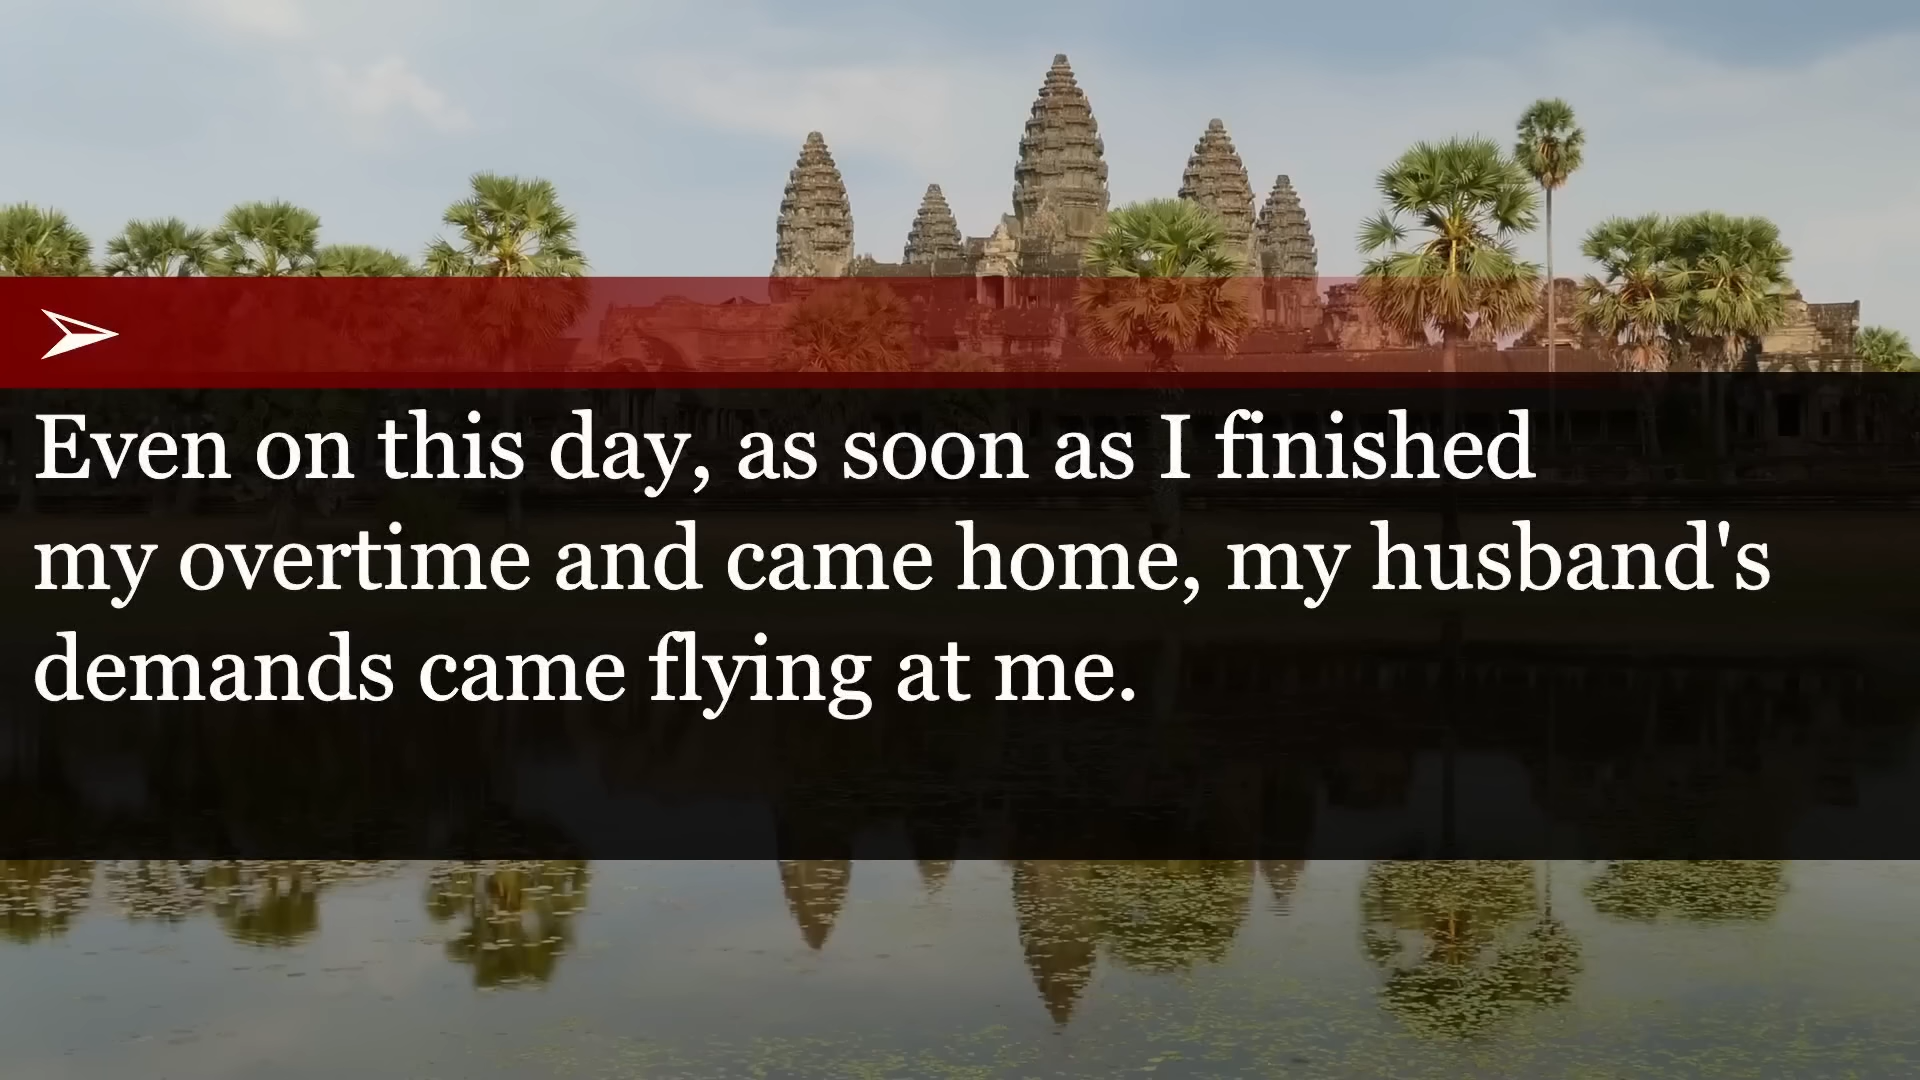 Even on this day, as soon as I finished
my overtime and came home, my husband's
demands came flying at me.